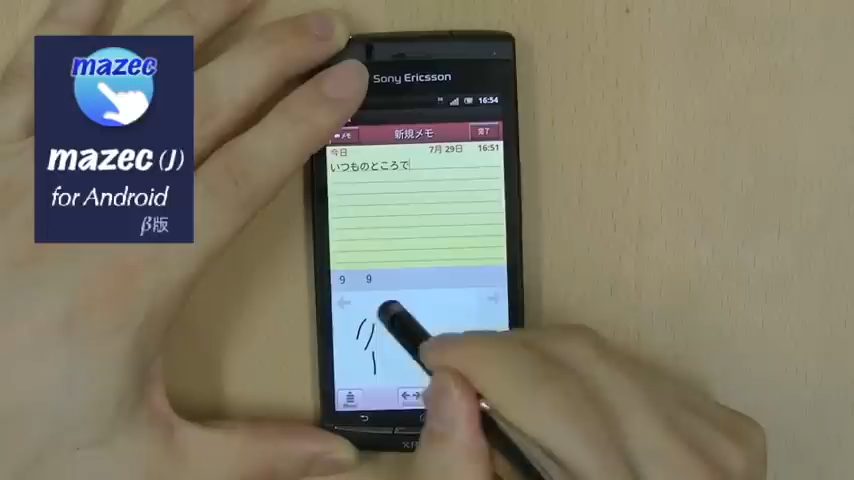 mazec
mazec (J)
for Android
β版
Sony Ericsson
16:54
メモ
新規メモ
完了
今日
7月29日
16:51
いつものところで
9 9
Menu